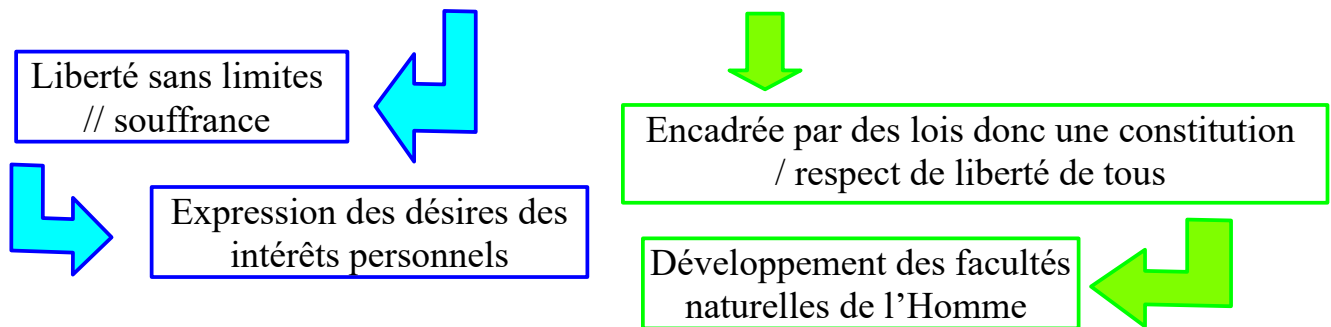 Liberté sans limites
// souffrance
Expression des désires des
intérêts personnels
Encadrée par des lois donc une constitution
/ respect de liberté de tous
Développement des facultés
naturelles de l’Homme